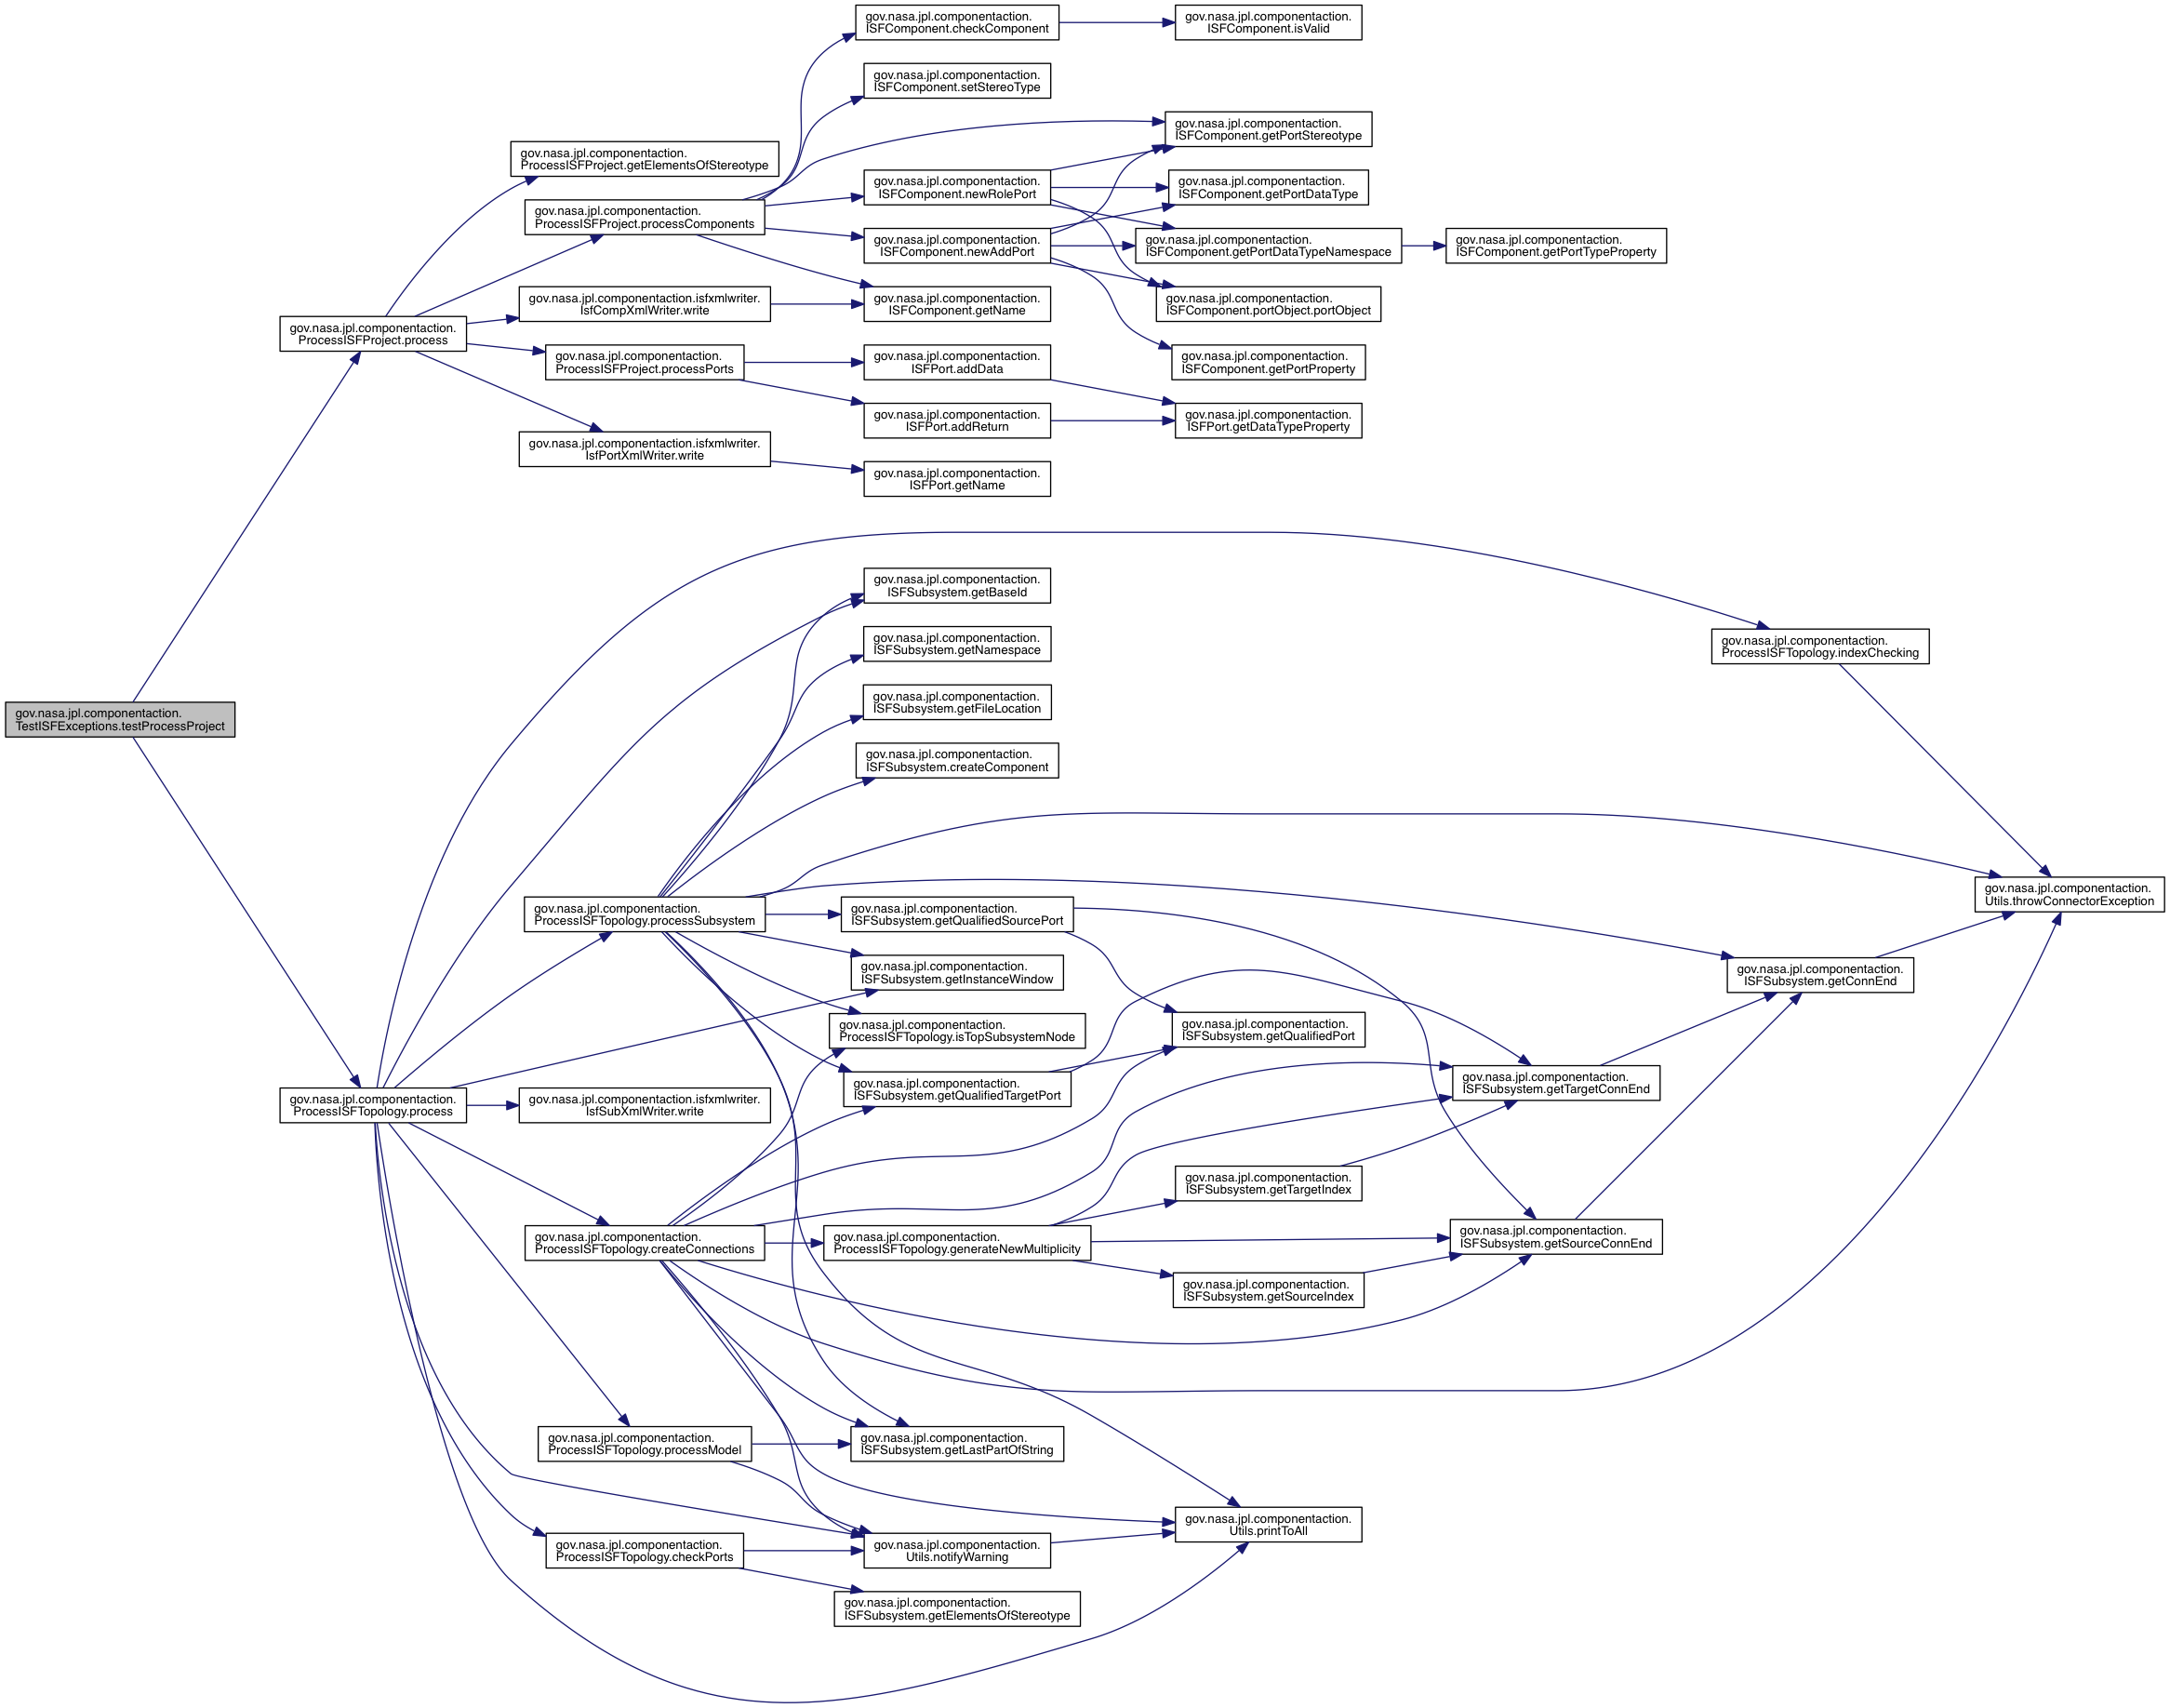 gov.nasa.jpl.componentaction.
ISFComponent.checkComponent
gov.nasa.jpl.componentaction.
ISFComponent.isValid
gov.nasa.jpl.componentaction.
ISFComponent.setStereoType
gov.nasa.jpl.componentaction.
ISFComponent.getPortStereotype
gov.nasa.jpl.componentaction.
ProcessISFProject.getElementsOfStereotype
gov.nasa.jpl.componentaction.
ISFComponent.newRolePort
gov.nasa.jpl.componentaction.
ISFComponent.getPortDataType
gov.nasa.jpl.componentaction.
ProcessISFProject.processComponents
gov.nasa.jpl.componentaction.
ISFComponent.newAddPort
gov.nasa.jpl.componentaction.
ISFComponent.getPortDataTypeNamespace
gov.nasa.jpl.componentaction.
ISFComponent.getPortTypeProperty
gov.nasa.jpl.componentaction.isfxmlwriter.
IsfCompXmlWriter.write
gov.nasa.jpl.componentaction.
ISFComponent.getName
gov.nasa.jpl.componentaction.
ISFComponent.portObject.portObject
gov.nasa.jpl.componentaction.
ProcessISFProject.process
gov.nasa.jpl.componentaction.
ProcessISFProject.processPorts
gov.nasa.jpl.componentaction.
ISFPort.addData
gov.nasa.jpl.componentaction.
ISFComponent.getPortProperty
gov.nasa.jpl.componentaction.
ISFPort.addReturn
gov.nasa.jpl.componentaction.
ISFPort.getDataTypeProperty
gov.nasa.jpl.componentaction.isfxmlwriter.
IsfPortXmlWriter.write
gov.nasa.jpl.componentaction.
ISFPort.getName
gov.nasa.jpl.componentaction.
ISFSubsystem.getBaseId
gov.nasa.jpl.componentaction.
ISFSubsystem.getNamespace
gov.nasa.jpl.componentaction.
ProcessISFTopology.indexChecking
gov.nasa.jpl.componentaction.
ISFSubsystem.getFileLocation
gov.nasa.jpl.componentaction.
TestISFExceptions.testProcessProject
gov.nasa.jpl.componentaction.
ISFSubsystem.createComponent
gov.nasa.jpl.componentaction.
Utils.throwConnectorException
gov.nasa.jpl.componentaction.
ProcessISFTopology.processSubsystem
gov.nasa.jpl.componentaction.
ISFSubsystem.getQualifiedSourcePort
gov.nasa.jpl.componentaction.
ISFSubsystem.getInstanceWindow
gov.nasa.jpl.componentaction.
ISFSubsystem.getConnEnd
gov.nasa.jpl.componentaction.
ProcessISFTopology.isTopSubsystemNode
gov.nasa.jpl.componentaction.
ISFSubsystem.getQualifiedPort
gov.nasa.jpl.componentaction.
ISFSubsystem.getQualifiedTargetPort
gov.nasa.jpl.componentaction.
ISFSubsystem.getTargetConnEnd
gov.nasa.jpl.componentaction.
ProcessISFTopology.process
gov.nasa.jpl.componentaction.isfxmlwriter.
IsfSubXmlWriter.write
gov.nasa.jpl.componentaction.
ISFSubsystem.getTargetIndex
gov.nasa.jpl.componentaction.
ProcessISFTopology.createConnections
gov.nasa.jpl.componentaction.
ProcessISFTopology.generateNewMultiplicity
gov.nasa.jpl.componentaction.
ISFSubsystem.getSourceConnEnd
gov.nasa.jpl.componentaction.
ISFSubsystem.getSourceIndex
gov.nasa.jpl.componentaction.
ProcessISFTopology.processModel
gov.nasa.jpl.componentaction.
ISFSubsystem.getLastPartOfString
gov.nasa.jpl.componentaction.
Utils.printToAll
gov.nasa.jpl.componentaction.
ProcessISFTopology.checkPorts
gov.nasa.jpl.componentaction.
Utils.notifyWarning
gov.nasa.jpl.componentaction.
ISFSubsystem.getElementsOfStereotype